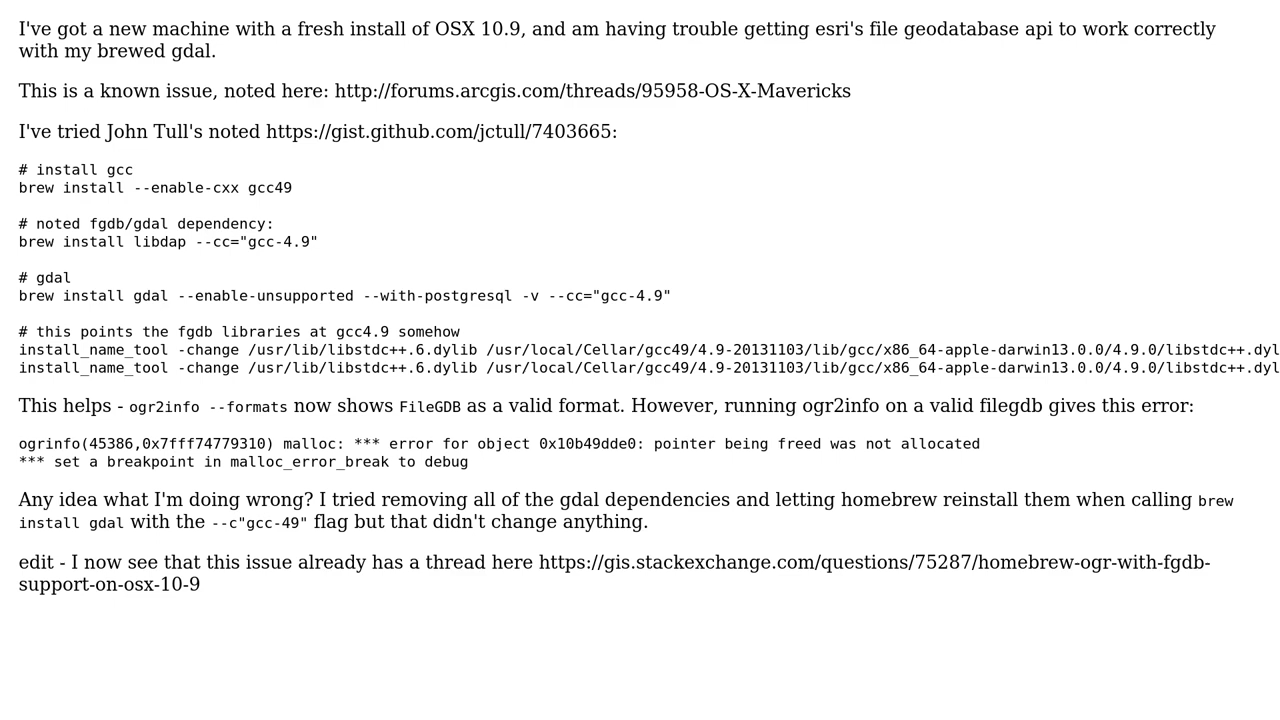 I've got a new machine with a fresh install of OSX 10.9, and am having trouble getting esri's file geodatabase api to work correctly
with my brewed gdal.
This is a known issue, noted here: http://forums.arcgis.com/threads/95958-OS-X-Mavericks
I've tried John Tull's noted https://gist.github.com/jctull/7403665:
# install gcc
brew install --enable-cxx gcc49
# noted fgdb/gdal dependency:
brew install libdap --cc="gcc-4.9"
# gdal
brew install gdal --enable-unsupported --with-postgresql -v --cc="gcc-4.9"
# this points the fgdb libraries at gcc4.9 somehow
install_name_tool -change /usr/lib/libstdc++.6.dylib /usr/local/Cellar/gcc49/4.9-20131103/lib/gcc/x86_64-apple-darwin13.0.0/4.9.0/libstdc++.dyl
install_name_tool -change /usr/lib/libstdc++.6.dylib /usr/local/Cellar/gcc49/4.9-20131103/lib/gcc/x86_64-apple-darwin13.0.0/4.9.0/libstdc++.dyl
This helps - ogr2info --formats now shows FileGDB as a valid format. However, running ogr2info on a valid filegdb gives this error:
ogrinfo(45386,0x7fff74779310) malloc: *** error for object 0x10b49dde0: pointer being freed was not allocated
*** set a breakpoint in malloc_error_break to debug
Any idea what I'm doing wrong? I tried removing all of the gdal dependencies and letting homebrew reinstall them when calling brew
install gdal with the --c"gcc-49" flag but that didn't change anything.
edit - I now see that this issue already has a thread here https://gis.stackexchange.com/questions/75287/homebrew-ogr-with-fgdb-
support-on-osx-10-9